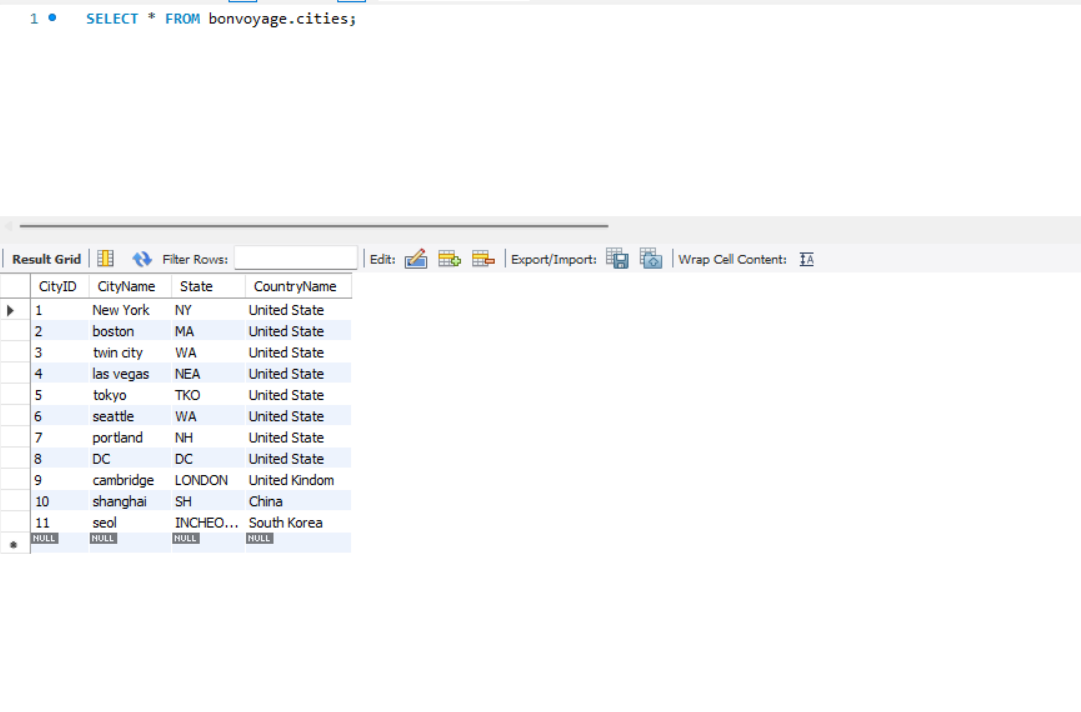 1 SELECT * FROM bonvoyage.cities;
Result Grid Filter Rows: Edit: Export/Import: Wrap Cell Content: IA
CityID CityName State CountryName
1 New York NY United State
2 boston MA United State
3 twin city WA United State
4 las vegas NEA United State
5 tokyo TKO United State
6 seattle WA United State
7 portland NH United State
8 DC DC United State
9 cambridge LONDON United Kindom
10 shanghai SH China
11 seol INCHEO... South Korea
NULL NULL NULL NULL